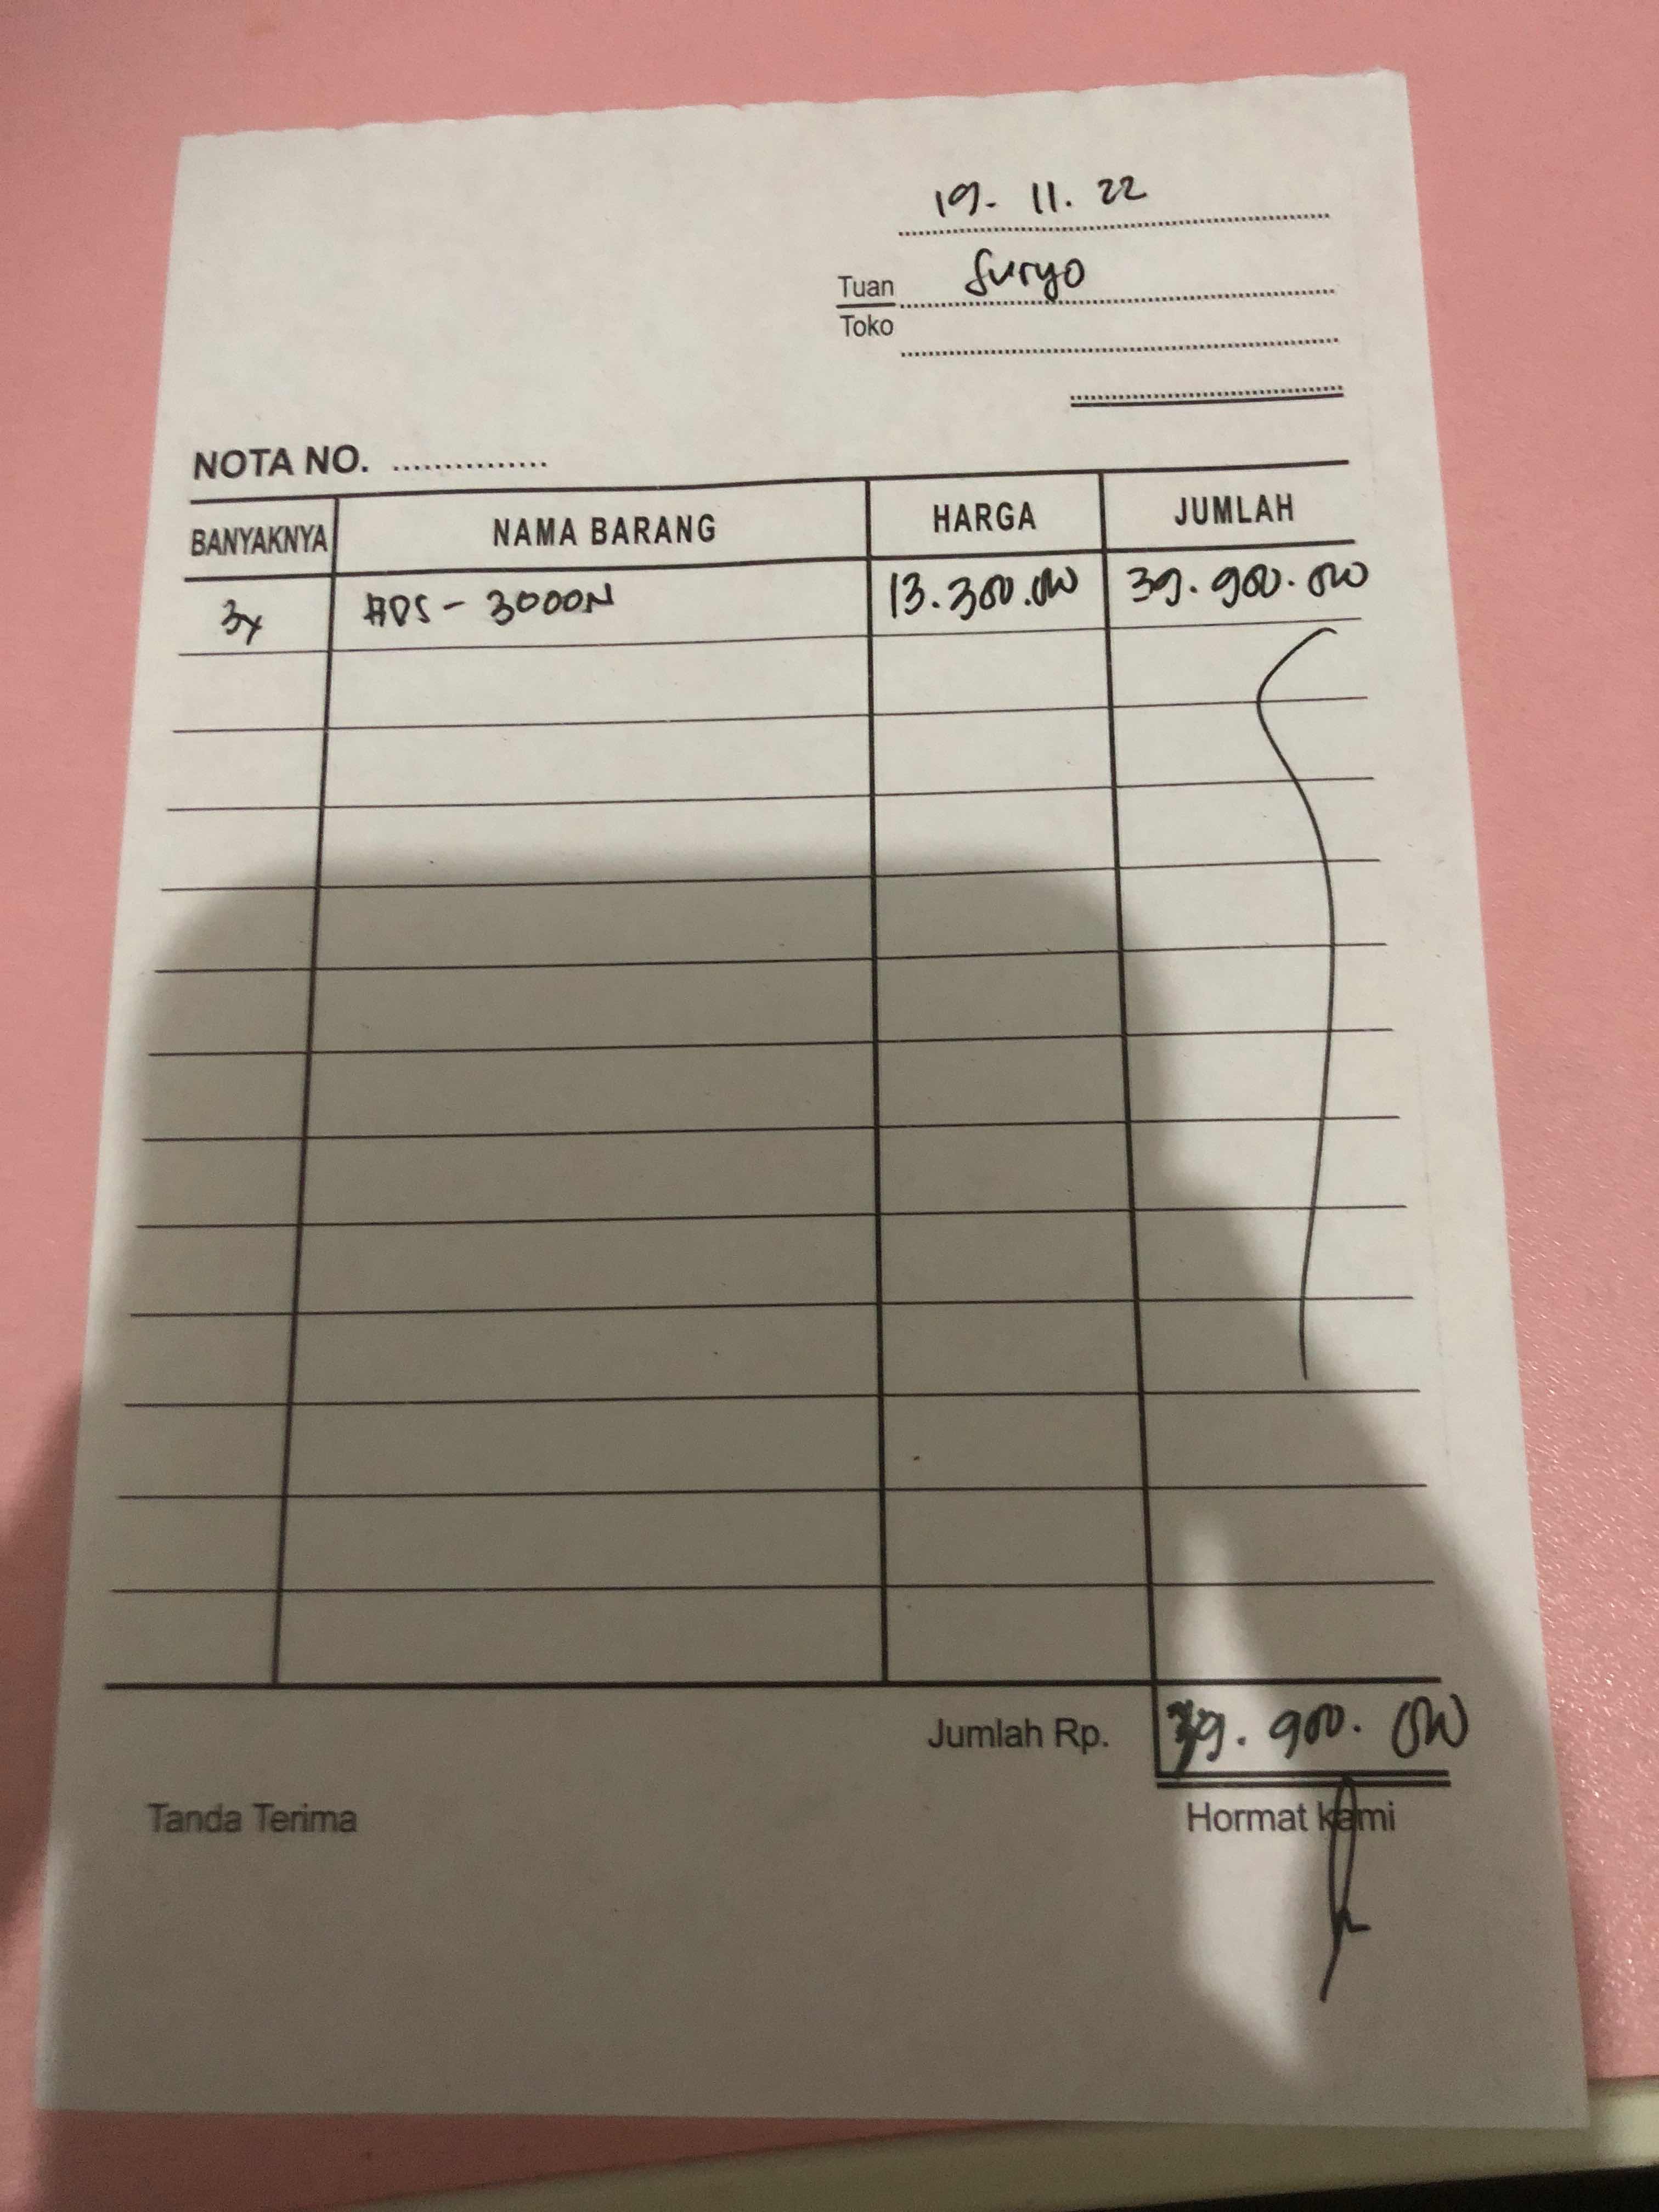 19. 11. 22
Tuan Suryo
Toko
NOTA NO. ...............
BANYAKNYA NAMA BARANG HARGA JUMLAH
3x ADS - 3000N 13.300.000 39.900.000
Jumlah Rp. 39.900.000
Tanda Terima Hormat kami